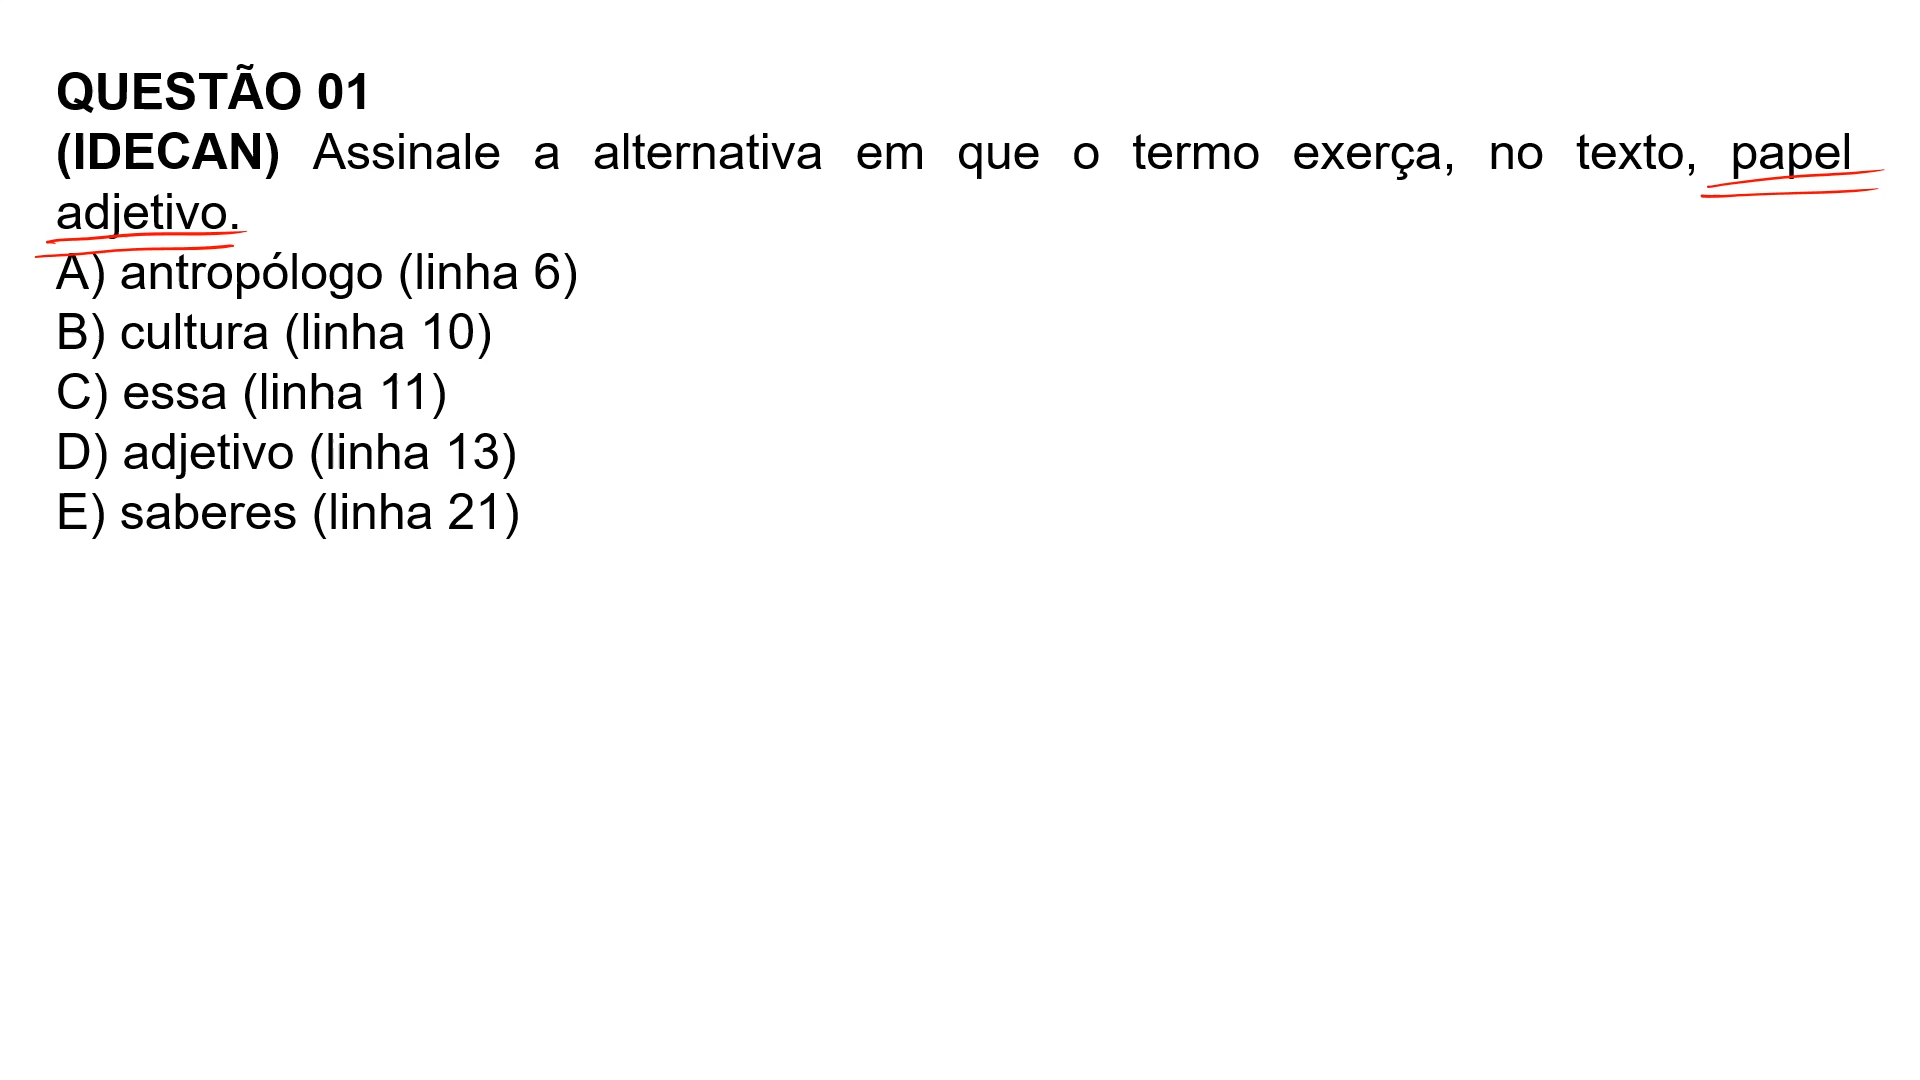 QUESTÃO 01
(IDECAN) Assinale a alternativa em que o termo exerça, no texto, papel
adjetivo.
A) antropólogo (linha 6)
B) cultura (linha 10)
C) essa (linha 11)
D) adjetivo (linha 13)
E) saberes (linha 21)